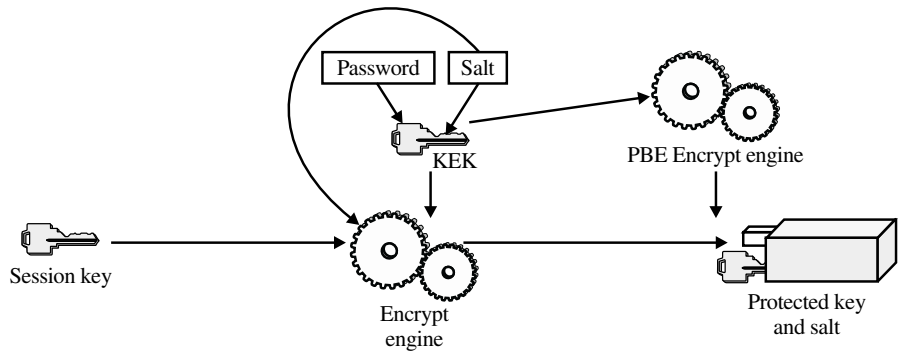 Password
Salt
KEK
PBE Encrypt engine
Session key
Encrypt
engine
Protected key
and salt